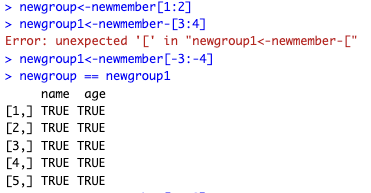 > newgroup<-newmember[1:2]
> newgroup1<-newmember-[3:4]
Error: unexpected '[' in "newgroup1<-newmember-["
> newgroup1<-newmember[-3:-4]
> newgroup == newgroup1
     name  age
[1,] TRUE TRUE
[2,] TRUE TRUE
[3,] TRUE TRUE
[4,] TRUE TRUE
[5,] TRUE TRUE